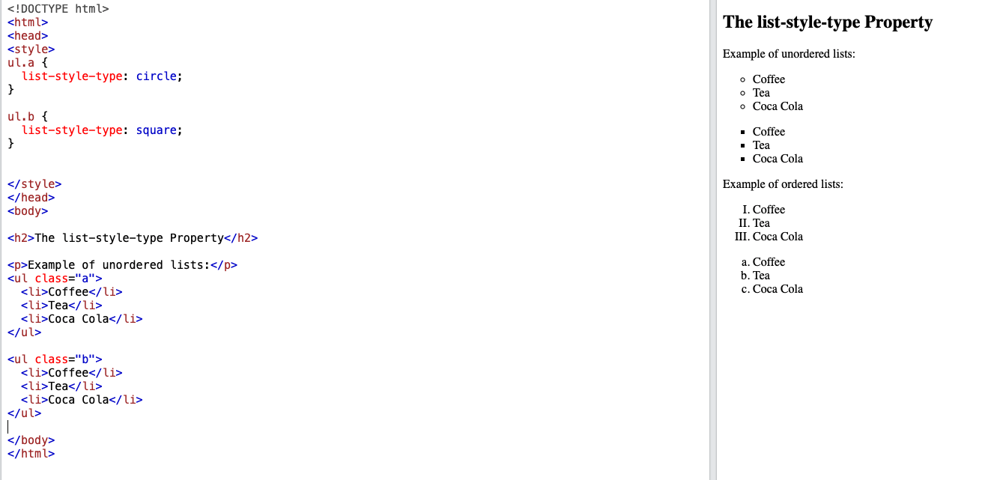 <!DOCTYPE html>
<html>
<head>
<style>
ul.a {
  list-style-type: circle;
}

ul.b {
  list-style-type: square;
}


</style>
</head>
<body>

<h2>The list-style-type Property</h2>

<p>Example of unordered lists:</p>
<ul class="a">
  <li>Coffee</li>
  <li>Tea</li>
  <li>Coca Cola</li>
</ul>

<ul class="b">
  <li>Coffee</li>
  <li>Tea</li>
  <li>Coca Cola</li>
</ul>

</body>
</html>
The list-style-type Property
Example of unordered lists:
Coffee
Tea
Coca Cola
Coffee
Tea
Coca Cola
Example of ordered lists:
I. Coffee
II. Tea
III. Coca Cola
a. Coffee
b. Tea
c. Coca Cola